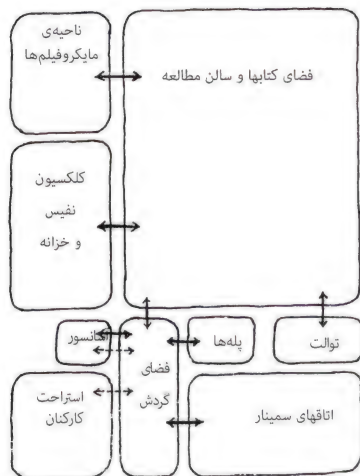 ناحیه‌ی
مایکروفیلم‌ها
فضای کتابها و سالن مطالعه
کلکسیون
نفیس
و خزانه
آسانسور
پله‌ها
توالت
فضای
گردش
استراحت
کارکنان
اتاقهای سمینار